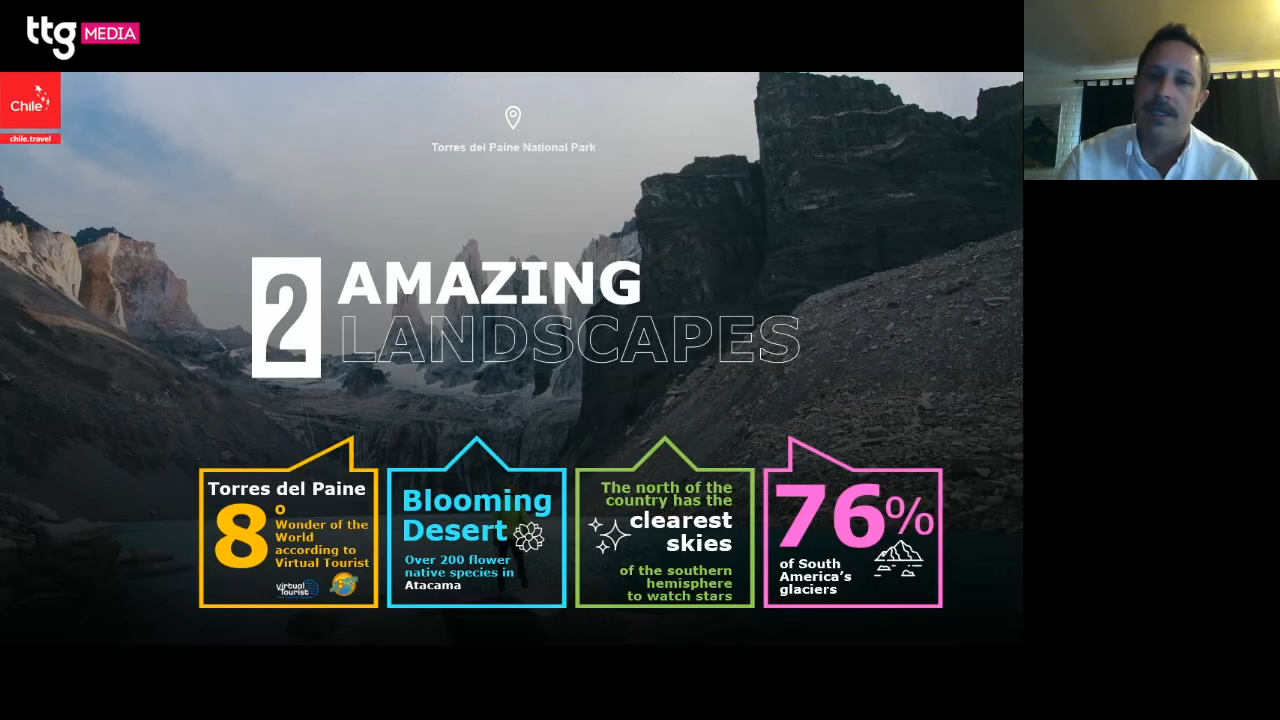 ttg MEDIA
Chile
chile.travel
Torres del Paine National Park
2
AMAZING
LANDSCAPES
Torres del Paine
8
o
Wonder of the
World
according to
Virtual Tourist
virtual
tourist
Blooming
Desert
Over 200 flower
native species in
Atacama
The north of the
country has the
clearest
skies
of the southern
hemisphere
to watch stars
76%
of South
America's
glaciers